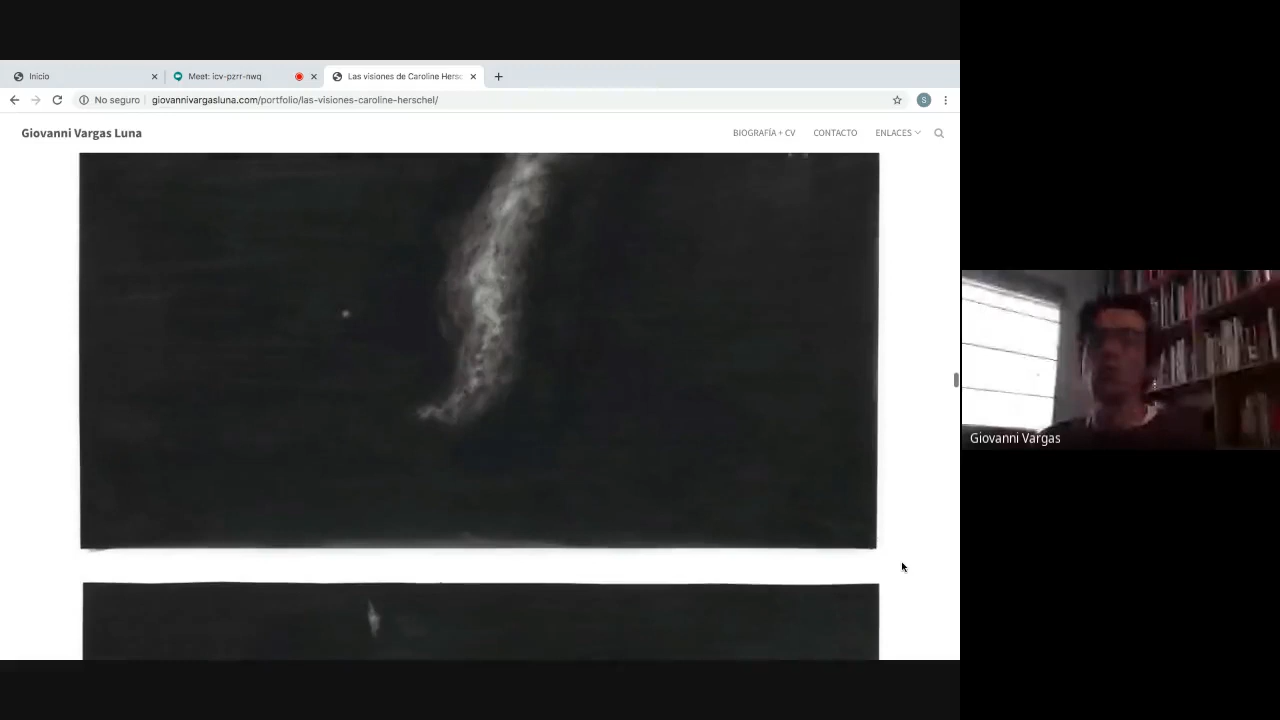 Inicio
Meet: icv-pzrr-nwq
Las visiones de Caroline Hersc
No seguro
giovannivargasluna.com/portfolio/las-visiones-caroline-herschel/
S
Giovanni Vargas Luna
BIOGRAFÍA + CV
CONTACTO
ENLACES
Giovanni Vargas